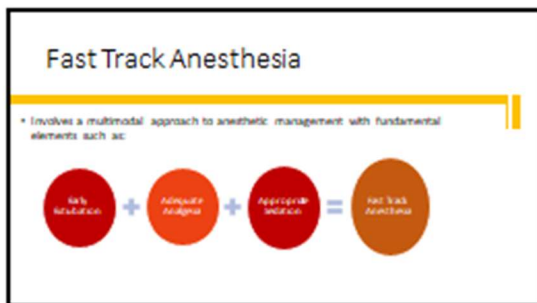 Fast Track Anesthesia
• Involves a multimodal approach to anesthetic management with fundamental
elements such as:
Early
Extubation
+
Adequate
Analgesia
+
Appropriate
Sedation
=
Fast Track
Anesthesia